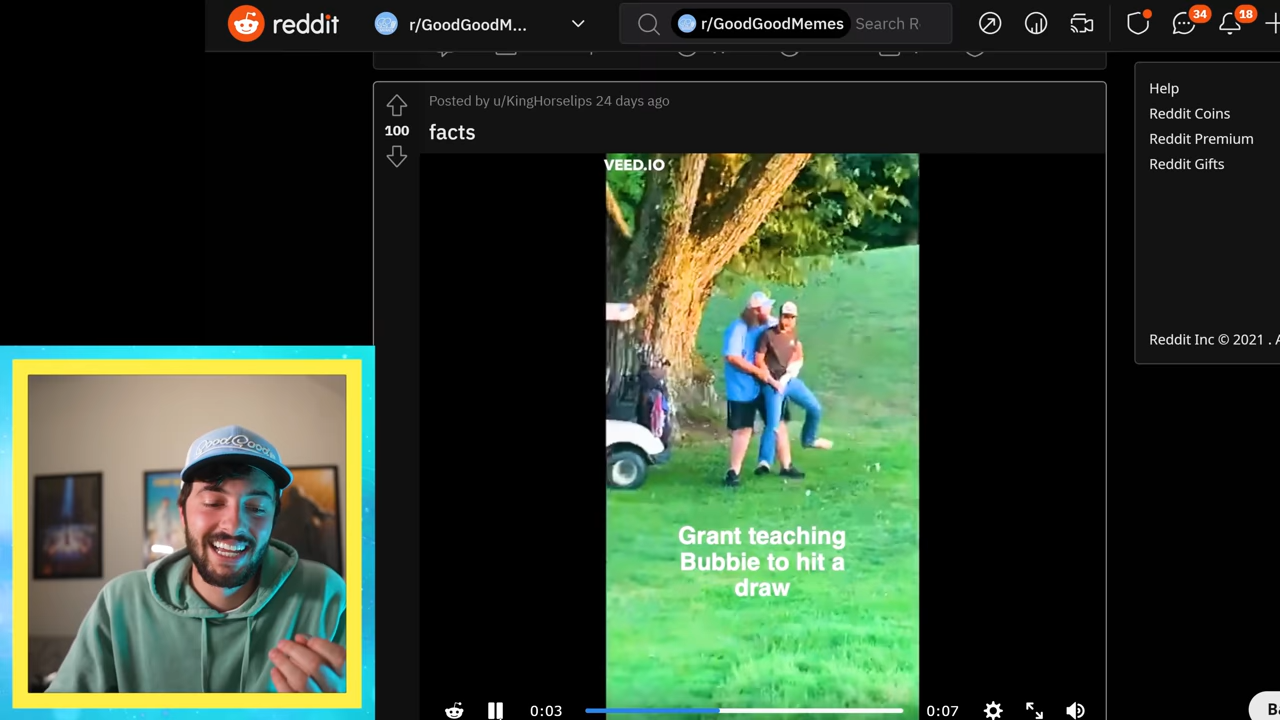 reddit
r/GoodGoodM...
r/GoodGoodMemes Search R
34
18
Help
Reddit Coins
Reddit Premium
Reddit Gifts
Reddit Inc © 2021 . A
Posted by u/KingHorselips 24 days ago
100
facts
VEED.IO
GoodGood
Grant teaching
Bubbie to hit a
draw
0:03
0:07
B